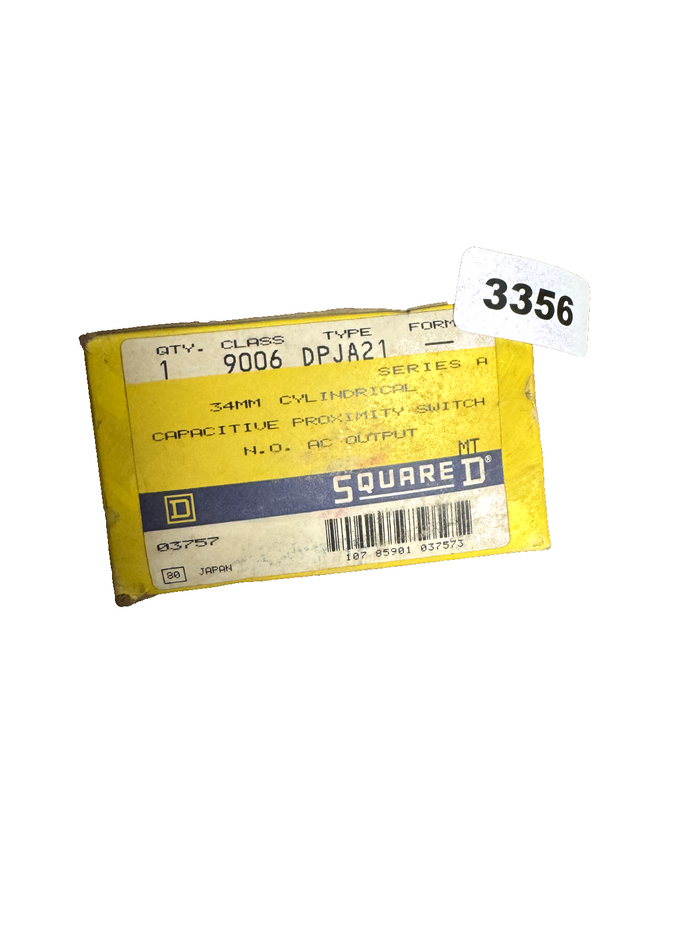 3356
QTY. CLASS TYPE FORM
1 9006 DPJA21 —
SERIES A
34MM CYLINDRICAL
CAPACITIVE PROXIMITY SWITCH
N.O. AC OUTPUT
MT
D SQUARE D®
03757
107 85901 037573
80 JAPAN